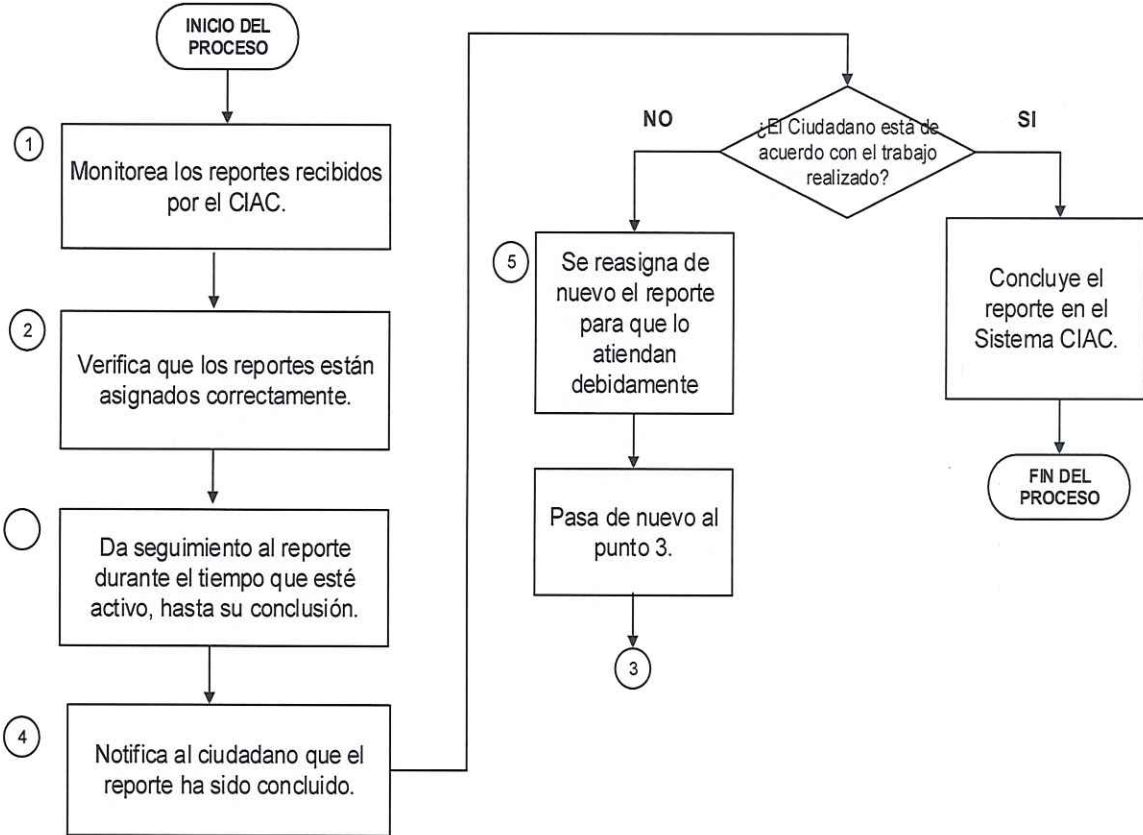 INICIO DEL
PROCESO
1
Monitorea los reportes recibidos
por el CIAC.
2
Verifica que los reportes están
asignados correctamente.
Da seguimiento al reporte
durante el tiempo que esté
activo, hasta su conclusión.
4
Notifica al ciudadano que el
reporte ha sido concluido.
¿El Ciudadano está de
acuerdo con el trabajo
realizado?
NO
SI
5
Se reasigna de
nuevo el reporte
para que lo
atiendan
debidamente
Pasa de nuevo al
punto 3.
3
Concluye el
reporte en el
Sistema CIAC.
FIN DEL
PROCESO